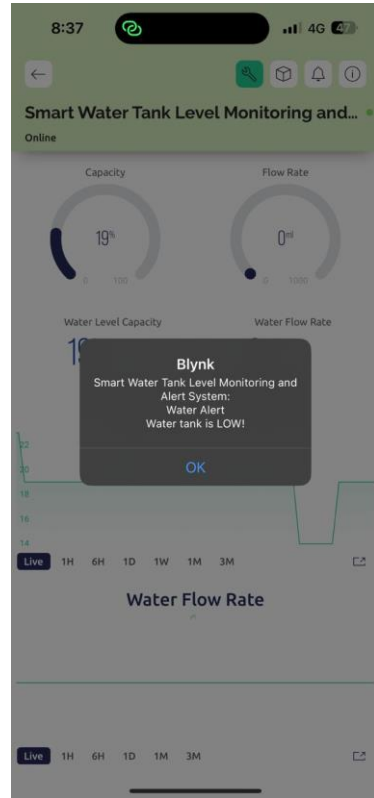 8:37
4G 47
Smart Water Tank Level Monitoring and...
Online
Capacity
Flow Rate
19%
0ml
0 100
0 1000
Water Level Capacity
Water Flow Rate
Blynk
Smart Water Tank Level Monitoring and
Alert System:
Water Alert
Water tank is LOW!
OK
22
20
18
16
14
Live 1H 6H 1D 1W 1M 3M
Water Flow Rate
Live 1H 6H 1D 1M 3M